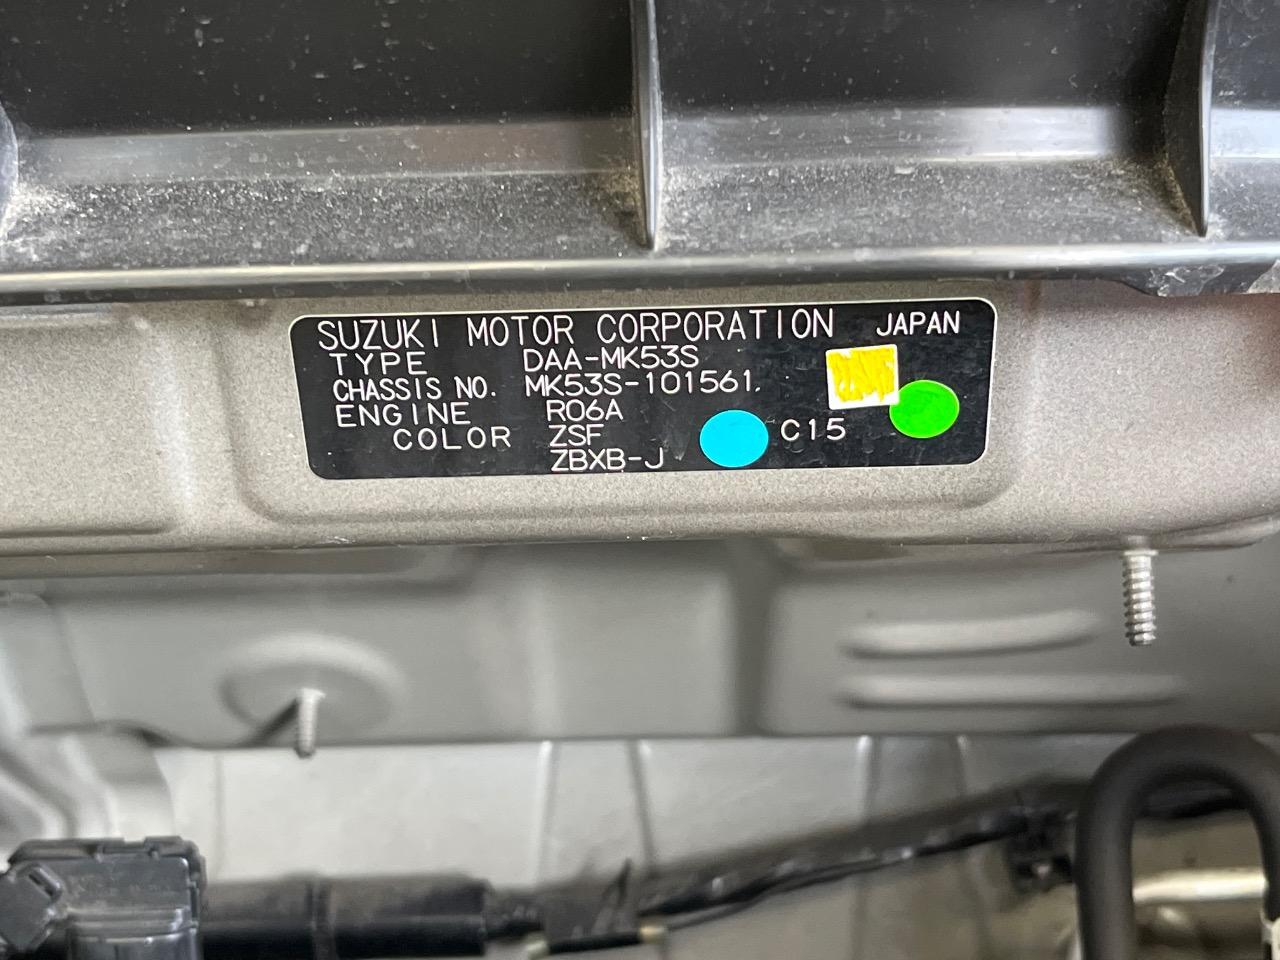 SUZUKI MOTOR CORPORATION JAPAN
TYPE DAA-MK53S
CHASSIS NO. MK53S-101561.
ENGINE R06A
COLOR ZSF C15
ZBXB-J